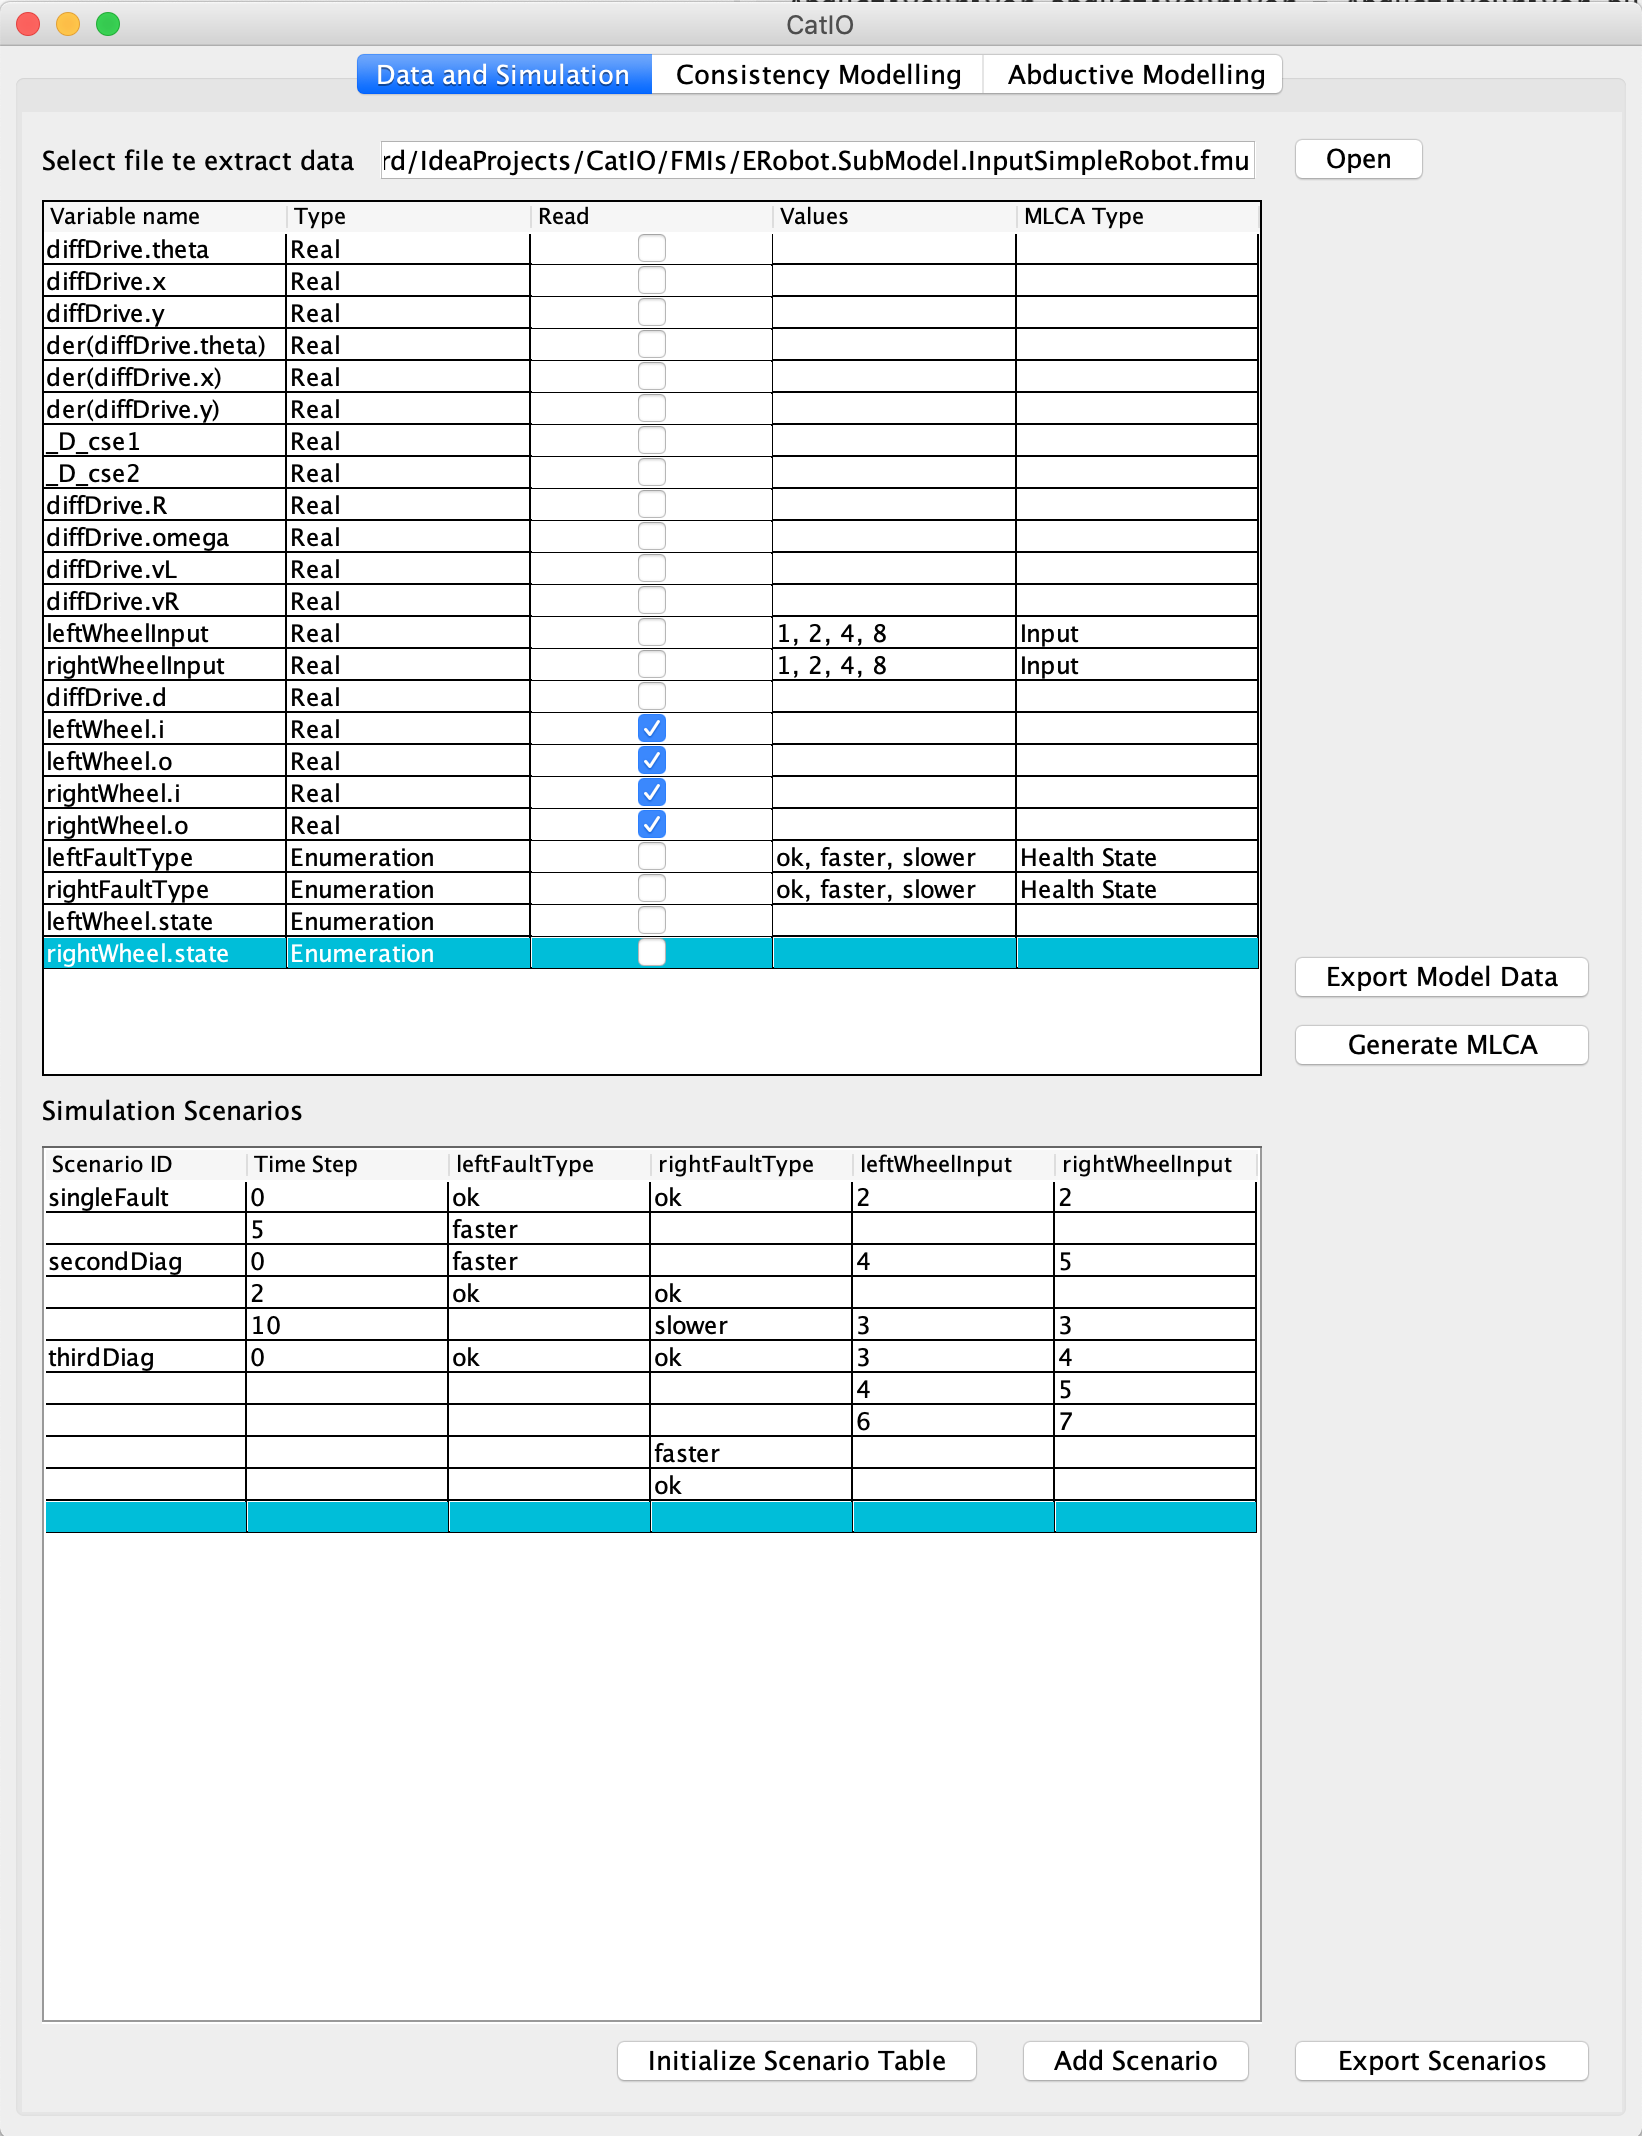 CatIO
Data and Simulation Consistency Modelling Abductive Modelling
Select file te extract data rd/IdeaProjects/CatIO/FMIs/ERobot.SubModel.InputSimpleRobot.fmu Open
Variable name Type Read Values MLCA Type
diffDrive.theta Real
diffDrive.x Real
diffDrive.y Real
der(diffDrive.theta) Real
der(diffDrive.x) Real
der(diffDrive.y) Real
_D_cse1 Real
_D_cse2 Real
diffDrive.R Real
diffDrive.omega Real
diffDrive.vL Real
diffDrive.vR Real
leftWheelInput Real 1, 2, 4, 8 Input
rightWheelInput Real 1, 2, 4, 8 Input
diffDrive.d Real
leftWheel.i Real
leftWheel.o Real
rightWheel.i Real
rightWheel.o Real
leftFaultType Enumeration ok, faster, slower Health State
rightFaultType Enumeration ok, faster, slower Health State
leftWheel.state Enumeration
rightWheel.state Enumeration
Export Model Data
Generate MLCA
Simulation Scenarios
Scenario ID Time Step leftFaultType rightFaultType leftWheelInput rightWheelInput
singleFault 0 ok ok 2 2
5 faster
secondDiag 0 faster 4 5
2 ok ok
10 slower 3 3
thirdDiag 0 ok ok 3 4
4 5
6 7
faster
ok
Initialize Scenario Table Add Scenario Export Scenarios